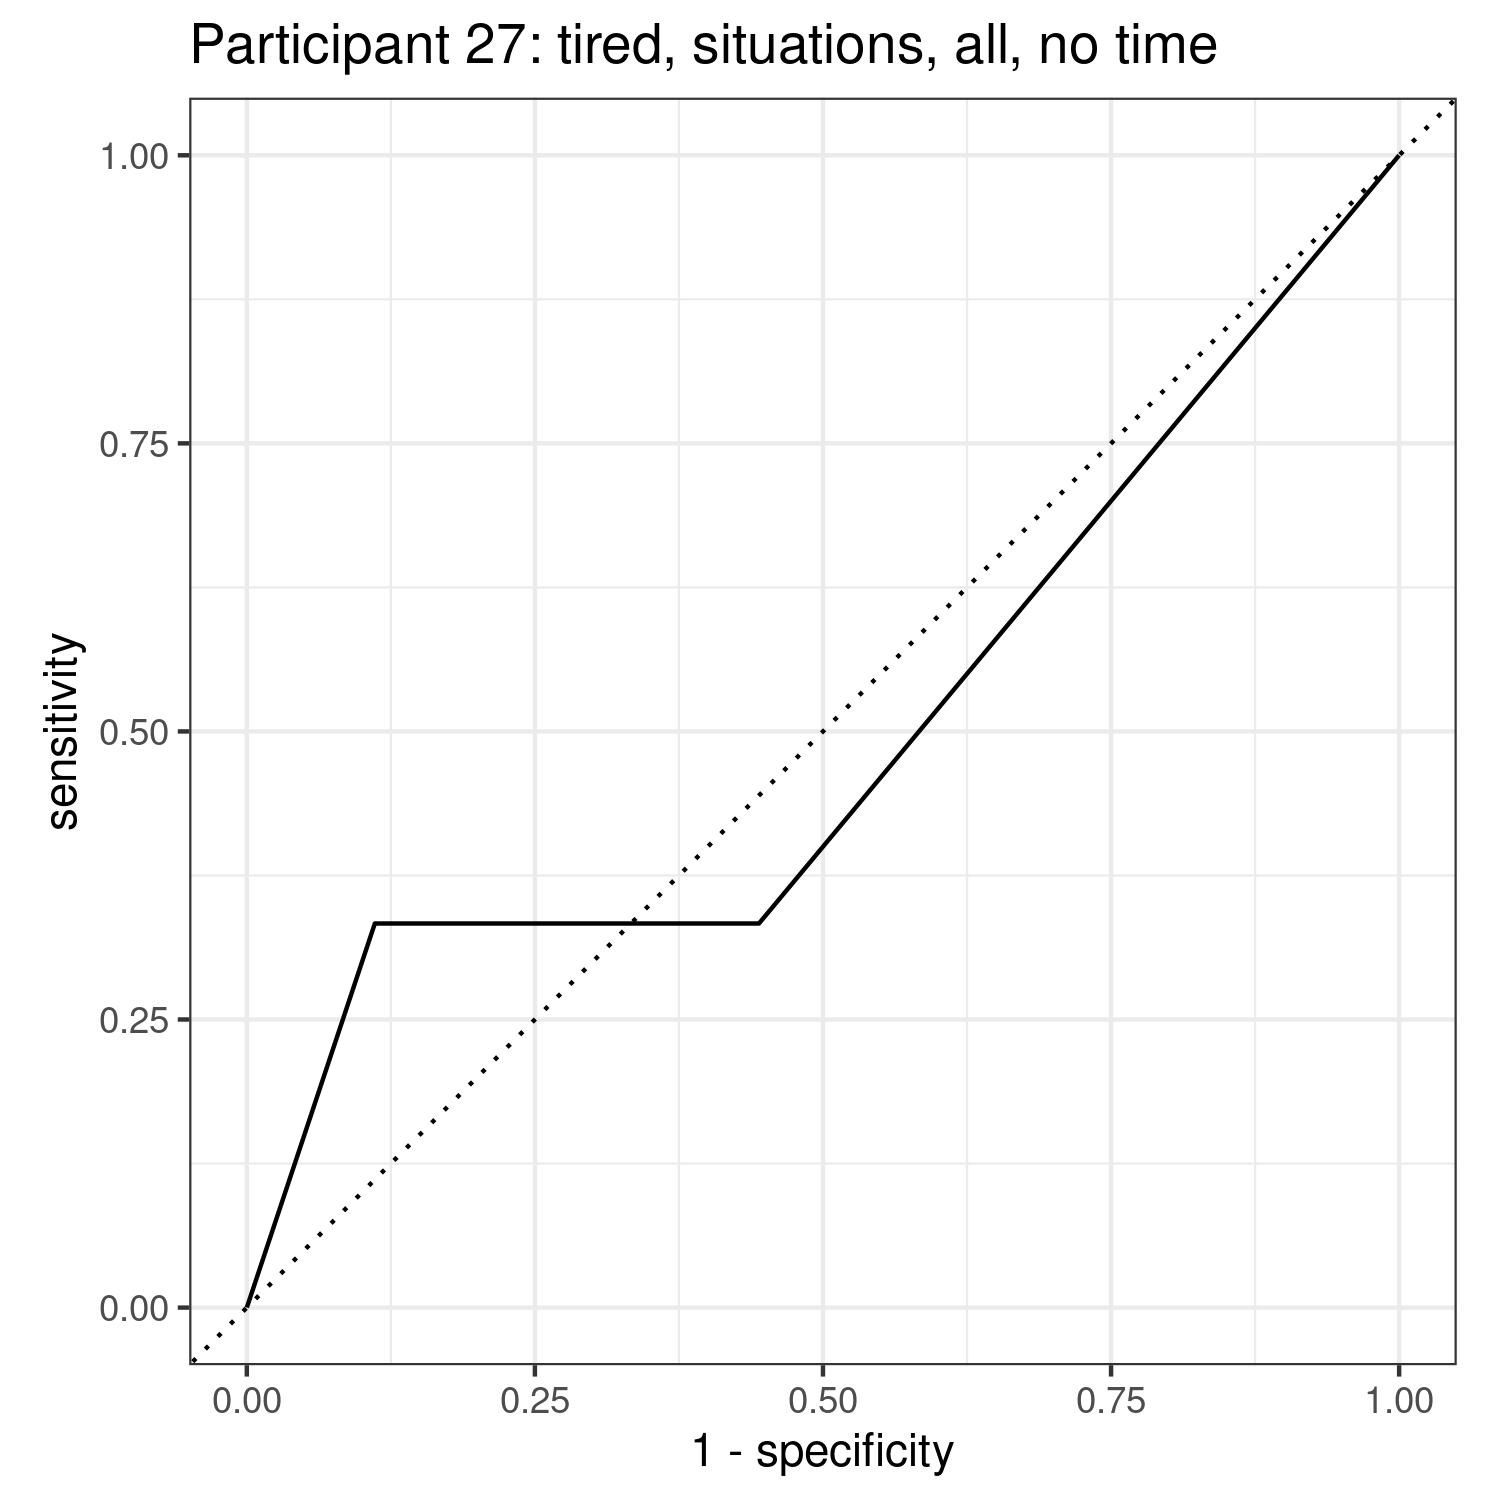 Participant 27: tired, situations, all, no time
1.00
0.75
0.50
0.25
0.00
sensitivity
0.00 0.25 0.50 0.75 1.00
1 - specificity